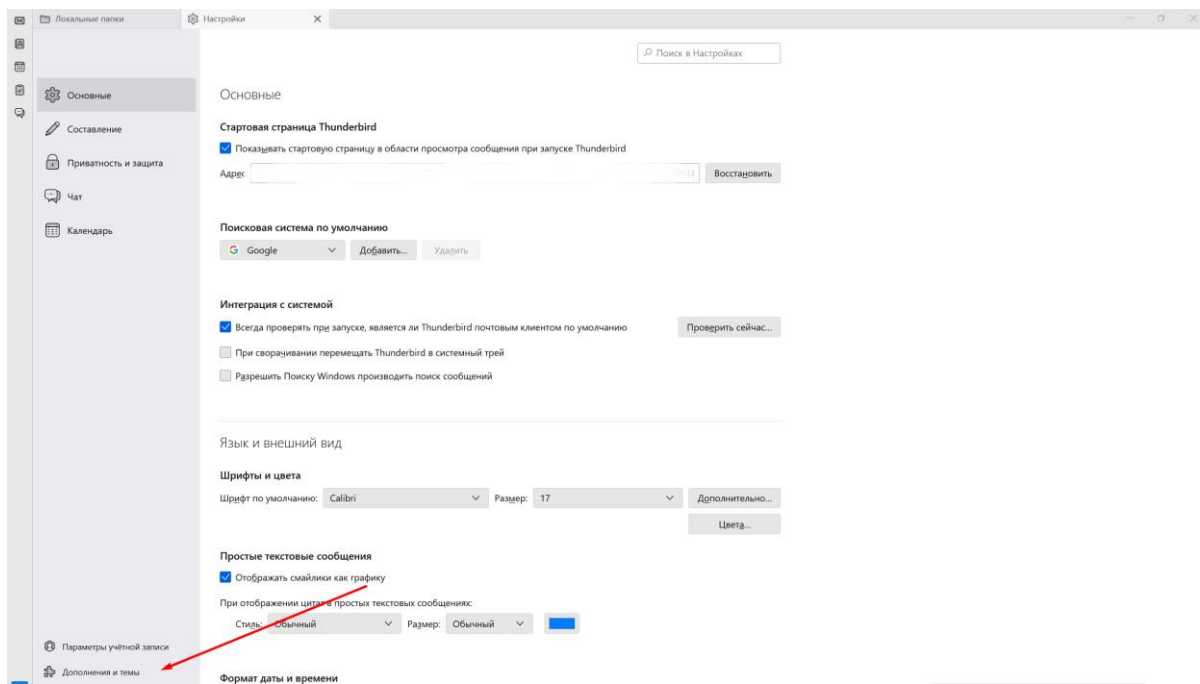 Локальные папки
Настройки
Поиск в Настройках
Основные
Составление
Приватность и защита
Чат
Календарь
Параметры учётной записи
Дополнения и темы
Основные
Стартовая страница Thunderbird
Показывать стартовую страницу в области просмотра сообщения при запуске Thunderbird
Адрес
Восстановить
Поисковая система по умолчанию
Google
Добавить...
Удалить
Интеграция с системой
Всегда проверять при запуске, является ли Thunderbird почтовым клиентом по умолчанию
Проверить сейчас...
При сворачивании перемещать Thunderbird в системный трей
Разрешить Поиску Windows производить поиск сообщений
Язык и внешний вид
Шрифты и цвета
Шрифт по умолчанию: Calibri Размер: 17 Дополнительно...
Цвета...
Простые текстовые сообщения
Отображать смайлики как графику
При отображении цитат в простых текстовых сообщениях:
Стиль: Обычный Размер: Обычный
Формат даты и времени